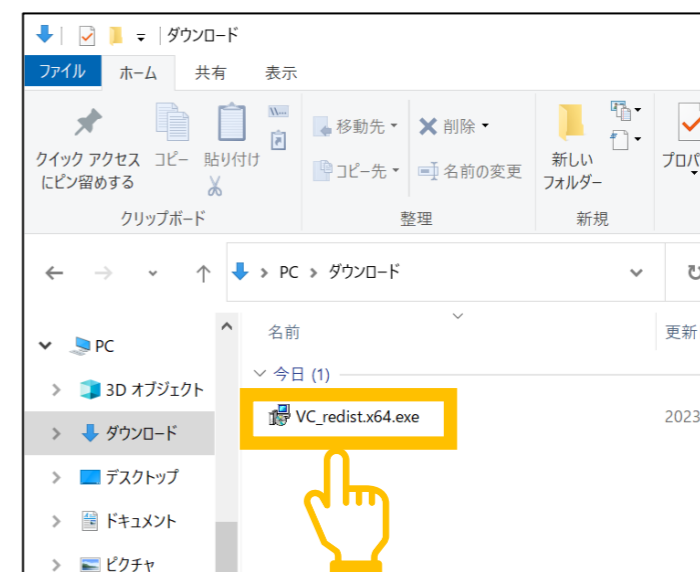 ダウンロード
ファイル ホーム 共有 表示
クイック アクセス
にピン留めする
コピー
貼り付け
移動先
コピー先
削除
名前の変更
新しい
フォルダー
クリップボード 整理 新規
PC ダウンロード
名前 更新
今日 (1)
VC_redist.x64.exe 2023
PC
3D オブジェクト
ダウンロード
デスクトップ
ドキュメント
ピクチャ